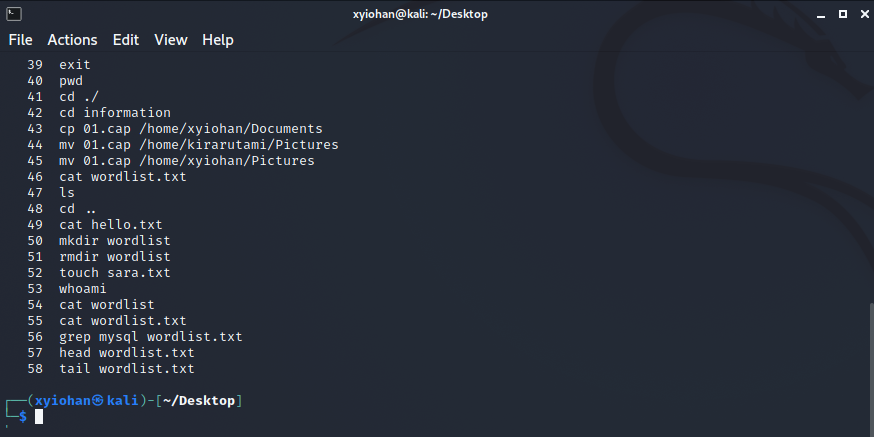 xyiohan@kali: ~/Desktop
File Actions Edit View Help
39 exit
40 pwd
41 cd ./
42 cd information
43 cp 01.cap /home/xyiohan/Documents
44 mv 01.cap /home/kirarutami/Pictures
45 mv 01.cap /home/xyiohan/Pictures
46 cat wordlist.txt
47 ls
48 cd ..
49 cat hello.txt
50 mkdir wordlist
51 rmdir wordlist
52 touch sara.txt
53 whoami
54 cat wordlist
55 cat wordlist.txt
56 grep mysql wordlist.txt
57 head wordlist.txt
58 tail wordlist.txt
┌──(xyiohan㉿kali)-[~/Desktop]
└─$